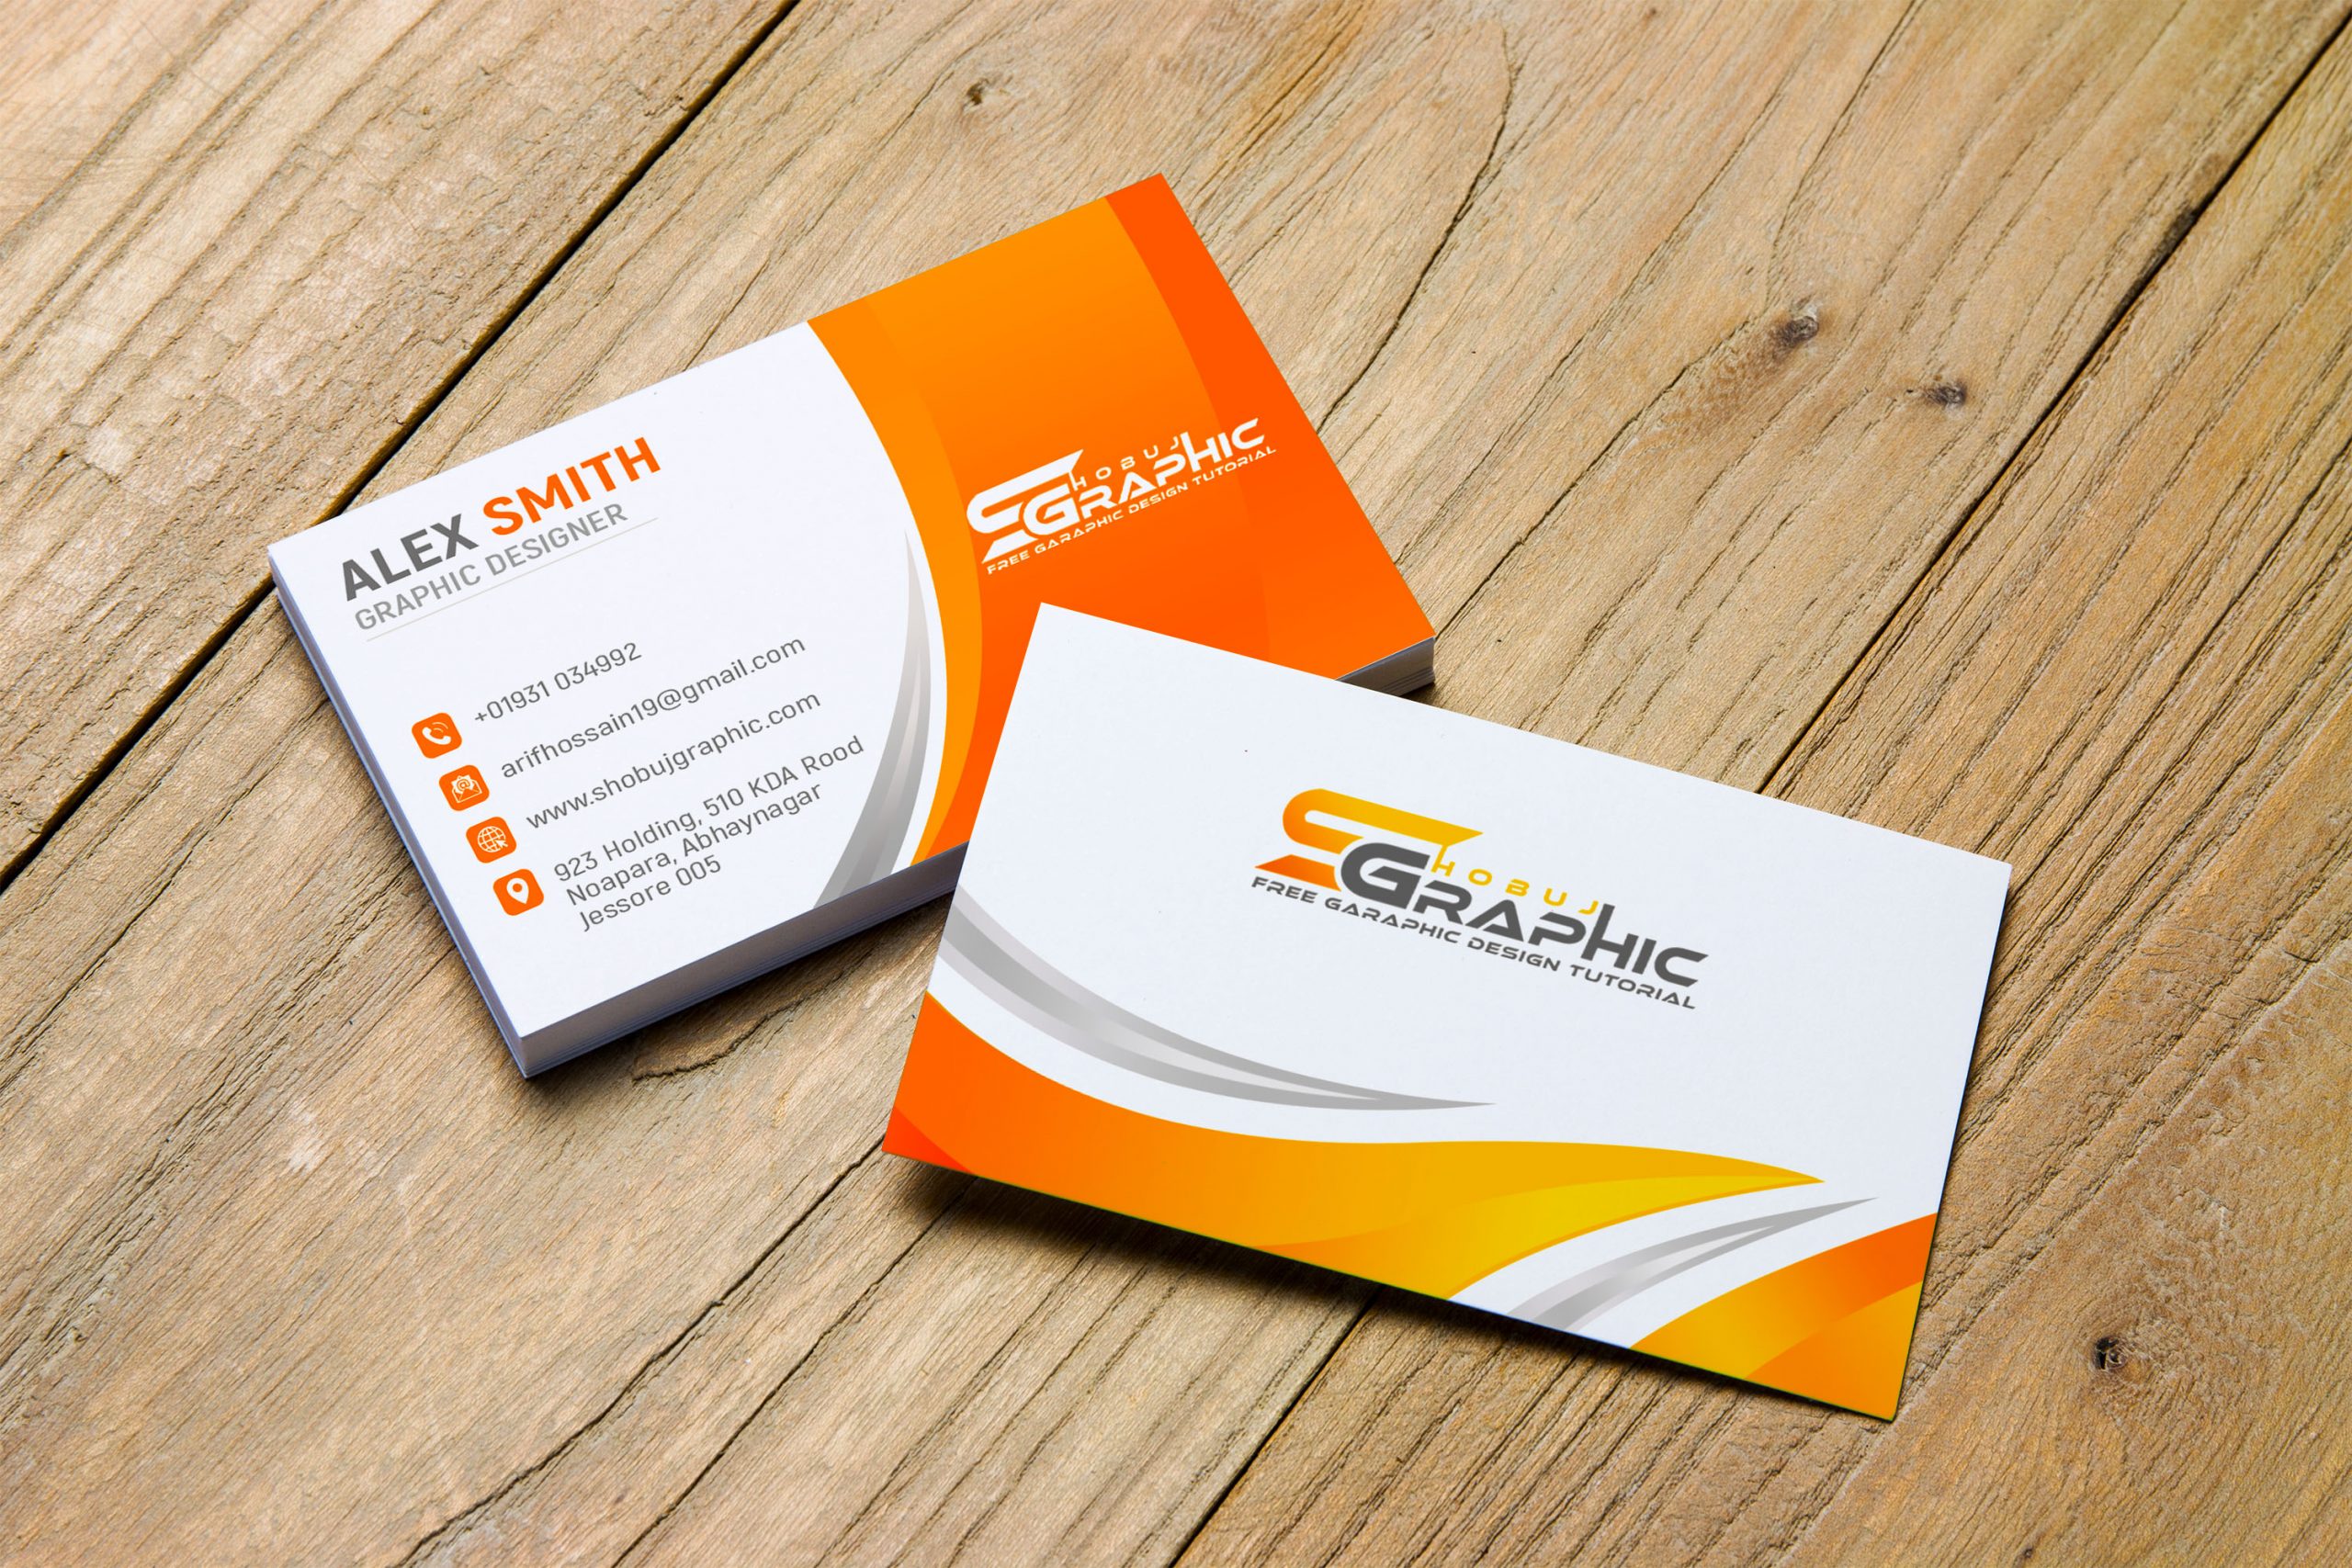 ALEX SMITH
GRAPHIC DESIGNER
+01931 034992
arifhossain19@gmail.com
www.shobujgraphic.com
923 Holding, 510 KDA Rood
Noapara, Abhaynagar
Jessore 005
SHOBUJ
GRAPHIC
FREE GARAPHIC DESIGN TUTORIAL
SHOBUJ
GRAPHIC
FREE GARAPHIC DESIGN TUTORIAL